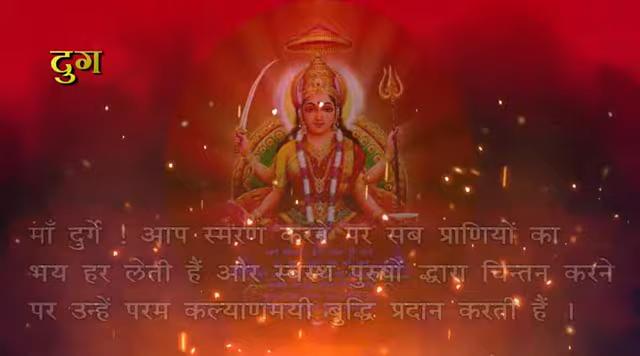 दुग
माँ दुर्गे ! आप स्मरण करने पर सब प्राणियों का
भय हर लेती हैं और स्वस्थ पुरुषों द्धारा चिन्तन करने
पर उन्हें परम कल्याणमयी बुद्धि प्रदान करती हैं ।